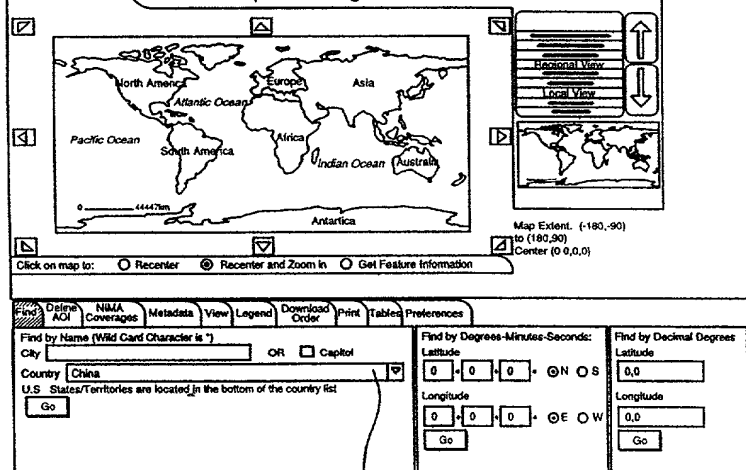 Regional View
Local View
North America
Europe
Asia
Atlantic Ocean
Pacific Ocean
Africa
South America
Indian Ocean
Australia
0 44447km
Antartica
Map Extent. (-180,-90)
to (180,90)
Center (0 0,0,0)
Click on map to: Recenter Recenter and Zoom in Get Feature Information
Find Define AOI NIMA Coverages Metadata View Legend Download Order Print Tables Preferences
Find by Name (Wild Card Character is *)
City OR Capitol
Country China
U.S States/Territories are located in the bottom of the country list
Go
Find by Degrees-Minutes-Seconds:
Latitude
0 0 0 N S
Longitude
0 0 0 E W
Go
Find by Decimal Degrees
Latitude
0,0
Longitude
0,0
Go